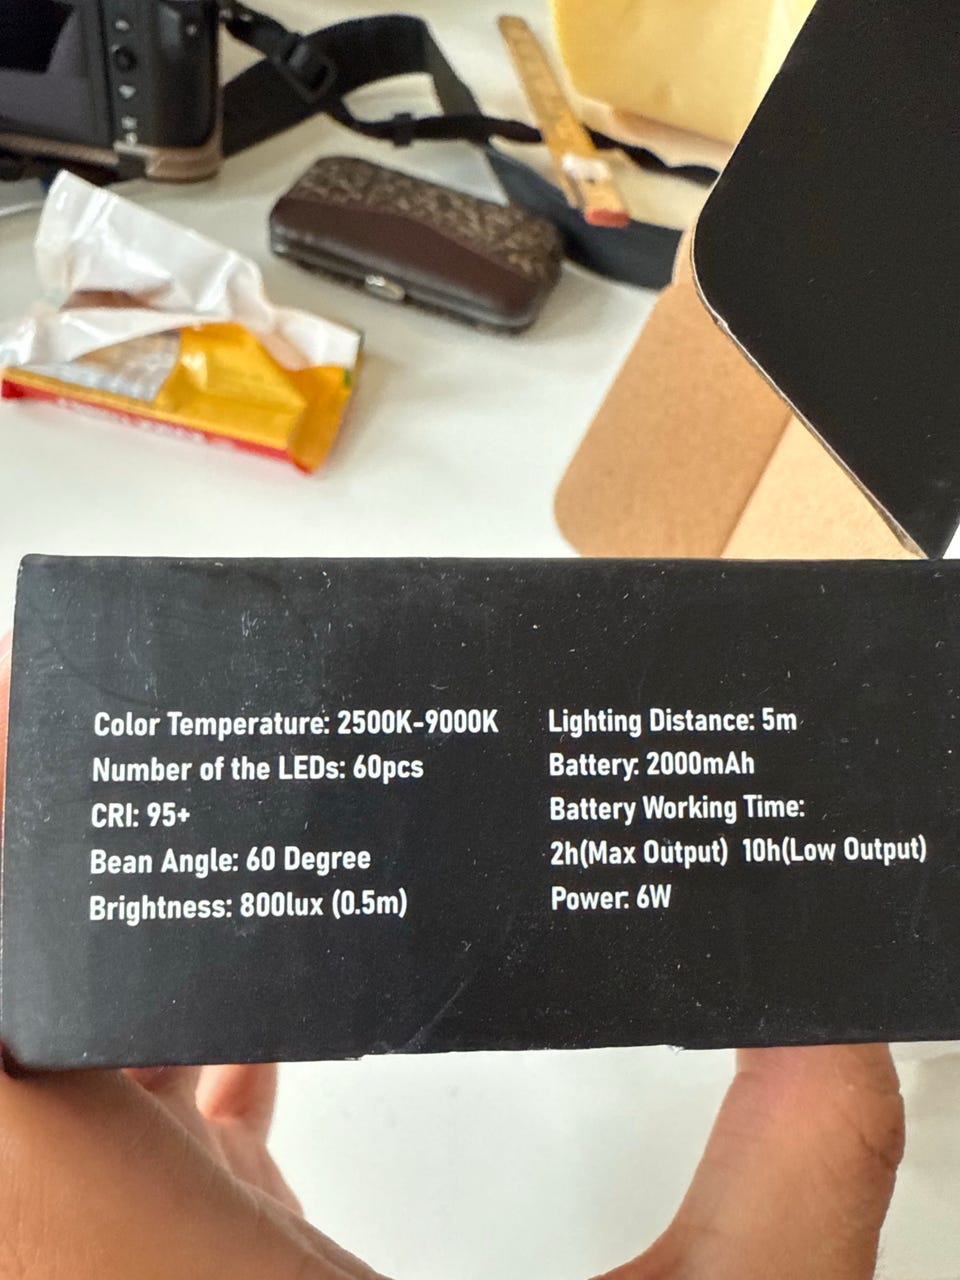 Color Temperature: 2500K-9000K
Number of the LEDs: 60pcs
CRI: 95+
Bean Angle: 60 Degree
Brightness: 800lux (0.5m)
Lighting Distance: 5m
Battery: 2000mAh
Battery Working Time:
2h(Max Output) 10h(Low Output)
Power: 6W